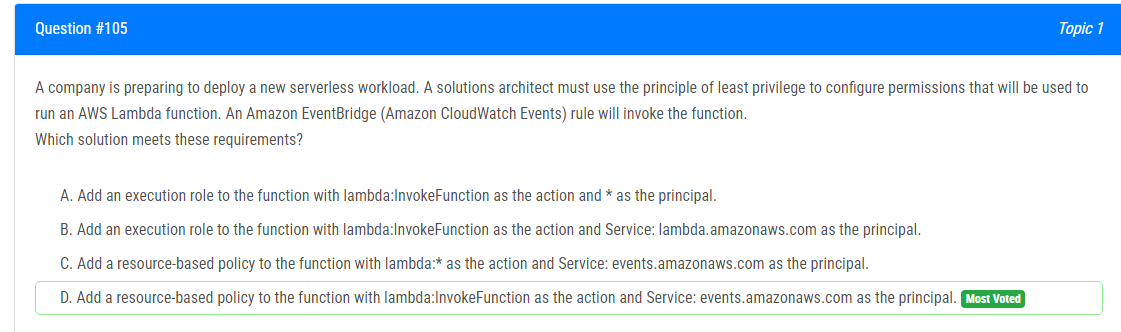 Question #105
Topic 1
A company is preparing to deploy a new serverless workload. A solutions architect must use the principle of least privilege to configure permissions that will be used to
run an AWS Lambda function. An Amazon EventBridge (Amazon CloudWatch Events) rule will invoke the function.
Which solution meets these requirements?
A. Add an execution role to the function with lambda:InvokeFunction as the action and * as the principal.
B. Add an execution role to the function with lambda:InvokeFunction as the action and Service: lambda.amazonaws.com as the principal.
C. Add a resource-based policy to the function with lambda:* as the action and Service: events.amazonaws.com as the principal.
D. Add a resource-based policy to the function with lambda:InvokeFunction as the action and Service: events.amazonaws.com as the principal. Most Voted